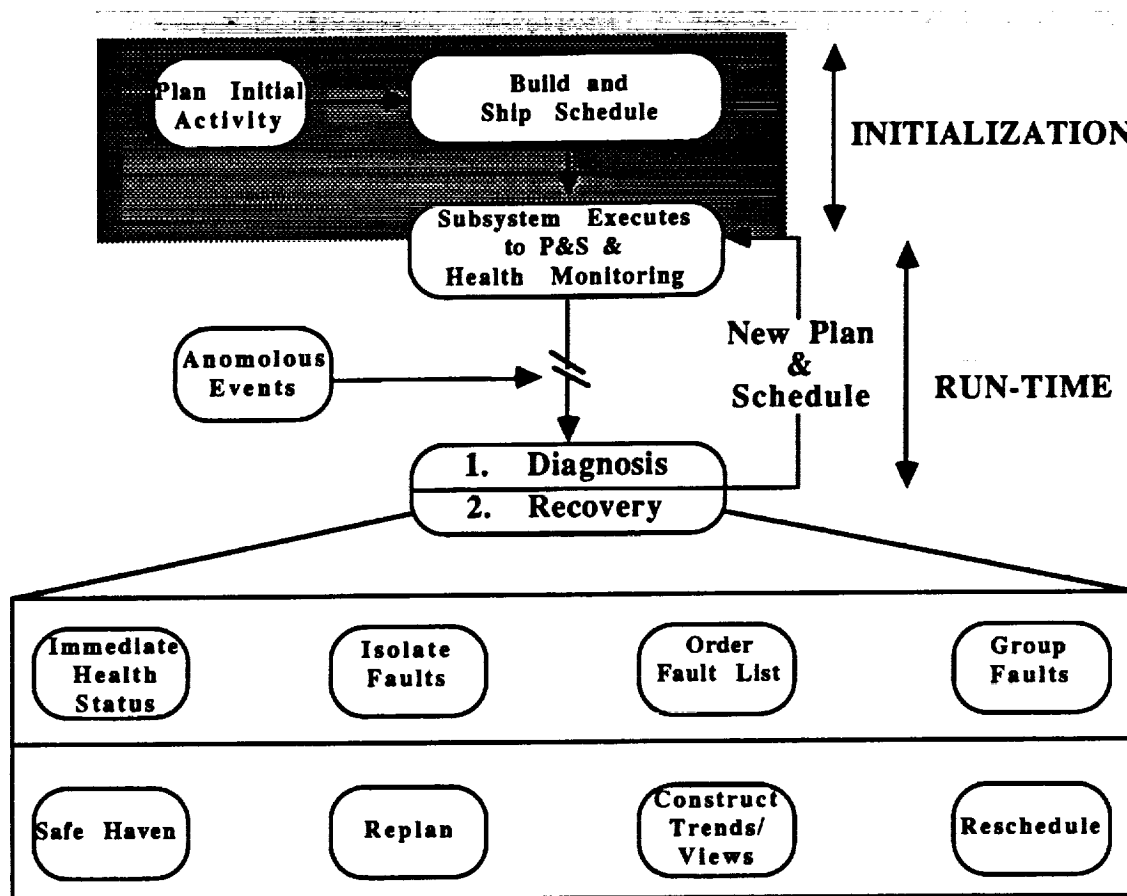 Plan Initial
Activity
Build and
Ship Schedule
INITIALIZATION
Subsystem Executes
to P&S &
Health Monitoring
Anomolous
Events
New Plan
&
Schedule
RUN-TIME
1. Diagnosis
2. Recovery
Immediate
Health
Status
Isolate
Faults
Order
Fault List
Group
Faults
Safe Haven
Replan
Construct
Trends/
Views
Reschedule